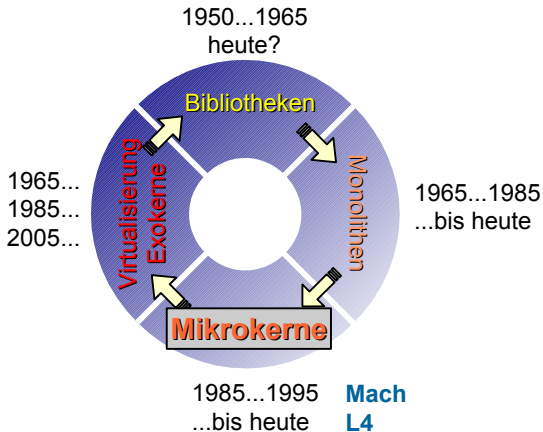 1950...1965
heute?
Bibliotheken
Monolithen
1965...1985
...bis heute
Mikrokerne
1985...1995 Mach
...bis heute L4
Virtualisierung
Exokerne
1965...
1985...
2005...